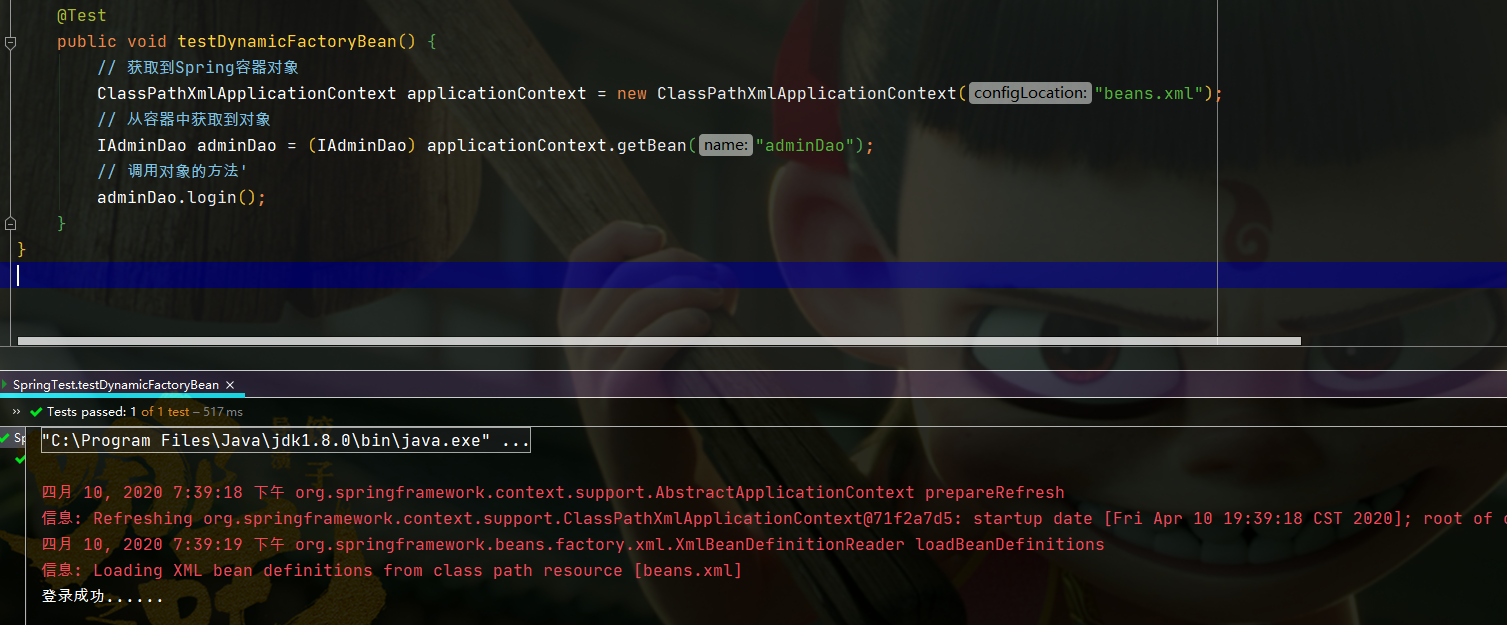 @Test
public void testDynamicFactoryBean() {
// 获取到Spring容器对象
ClassPathXmlApplicationContext applicationContext = new ClassPathXmlApplicationContext( configLocation: "beans.xml");
// 从容器中获取到对象
IAdminDao adminDao = (IAdminDao) applicationContext.getBean( name: "adminDao");
// 调用对象的方法'
adminDao.login();
}
}
SpringTest.testDynamicFactoryBean ×
» Tests passed: 1 of 1 test – 517 ms
Sp
"C:\Program Files\Java\jdk1.8.0\bin\java.exe" ...
四月 10, 2020 7:39:18 下午 org.springframework.context.support.AbstractApplicationContext prepareRefresh
信息: Refreshing org.springframework.context.support.ClassPathXmlApplicationContext@71f2a7d5: startup date [Fri Apr 10 19:39:18 CST 2020]; root of
四月 10, 2020 7:39:19 下午 org.springframework.beans.factory.xml.XmlBeanDefinitionReader loadBeanDefinitions
信息: Loading XML bean definitions from class path resource [beans.xml]
登录成功......